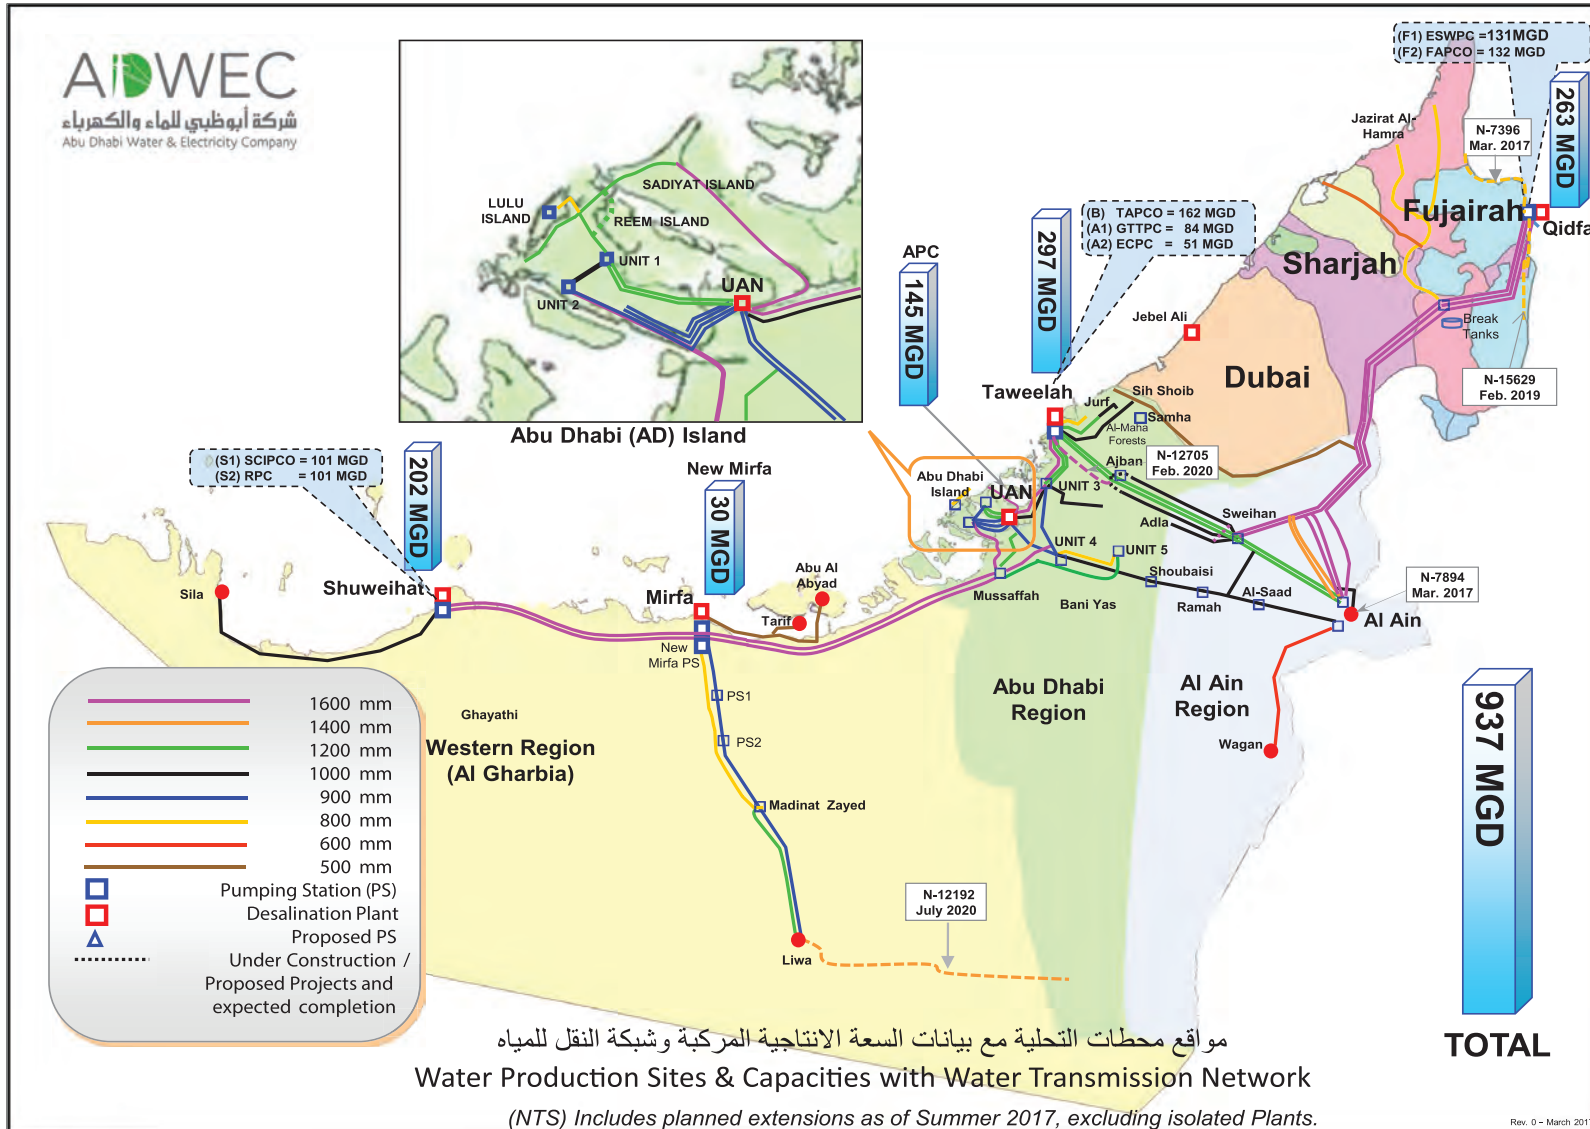 ADWEC
شركة أبوظبي للماء والكهرباء
Abu Dhabi Water & Electricity Company
LULU
ISLAND
SADIYAT ISLAND
REEM ISLAND
UNIT 1
UNIT 2
UAN
Abu Dhabi (AD) Island
(F1) ESWPC =131MGD
(F2) FAPCO = 132 MGD
263 MGD
Jazirat Al-
Hamra
N-7396
Mar. 2017
Fujairah
Qidfa
Sharjah
Break
Tanks
N-15629
Feb. 2019
(B) TAPCO = 162 MGD
(A1) GTTPC = 84 MGD
(A2) ECPC = 51 MGD
297 MGD
APC
145 MGD
Jebel Ali
Dubai
Taweelah
Sih Shoib
Jurf
Samha
Al-Maha
Forests
N-12705
Feb. 2020
Ajban
Abu Dhabi
Island
UAN
UNIT 3
Adla
Sweihan
UNIT 4
UNIT 5
Shoubaisi
Mussaffah
Bani Yas
Ramah
Al-Saad
N-7894
Mar. 2017
Al Ain
(S1) SCIPCO = 101 MGD
(S2) RPC = 101 MGD
202 MGD
New Mirfa
30 MGD
Sila
Shuweihat
Mirfa
Abu Al
Abyad
Tarif
New
Mirfa PS
PS1
PS2
Ghayathi
Western Region
(Al Gharbia)
Madinat Zayed
Liwa
N-12192
July 2020
Abu Dhabi
Region
Al Ain
Region
Wagan
937 MGD
TOTAL
1600 mm
1400 mm
1200 mm
1000 mm
900 mm
800 mm
600 mm
500 mm
Pumping Station (PS)
Desalination Plant
Proposed PS
Under Construction /
Proposed Projects and
expected completion
مواقع محطات التحلية مع بيانات السعة الانتاجية المركبة وشبكة النقل للمياه
Water Production Sites & Capacities with Water Transmission Network
(NTS) Includes planned extensions as of Summer 2017, excluding isolated Plants.
Rev. 0 – March 2017